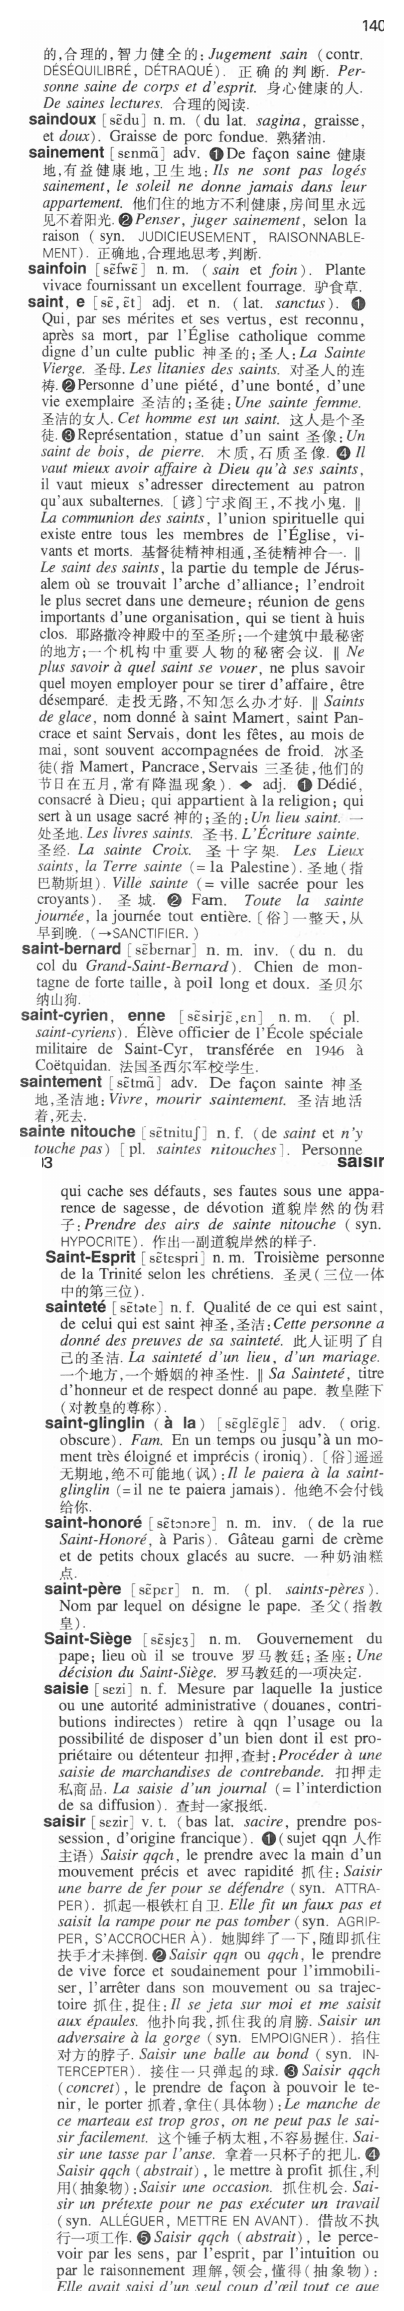 140
的,合理的,智力健全的: Jugement sain (contr.
DÉSÉQUILIBRÉ, DÉTRAQUÉ). 正确的判断. Per-
sonne saine de corps et d'esprit. 身心健康的人.
De saines lectures. 合理的阅读.
saindoux [sɛ̃du] n. m. (du lat. sagina, graisse,
et doux). Graisse de porc fondue. 熟猪油.
sainement [sɛnmɑ̃] adv. ❶De façon saine 健康
地,有益健康地,卫生地: Ils ne sont pas logés
sainement, le soleil ne donne jamais dans leur
appartement. 他们住的地方不利健康,房间里永远
见不着阳光. ❷Penser, juger sainement, selon la
raison (syn. JUDICIEUSEMENT, RAISONNABLE-
MENT). 正确地,合理地思考,判断.
sainfoin [sɛ̃fwɛ̃] n. m. (sain et foin). Plante
vivace fournissant un excellent fourrage. 驴食草.
saint, e [sɛ̃, ɛ̃t] adj. et n. (lat. sanctus). ❶
Qui, par ses mérites et ses vertus, est reconnu,
après sa mort, par l'Église catholique comme
digne d'un culte public 神圣的;圣人: La Sainte
Vierge. 圣母. Les litanies des saints. 对圣人的连
祷. ❷Personne d'une piété, d'une bonté, d'une
vie exemplaire 圣洁的;圣徒: Une sainte femme.
圣洁的女人. Cet homme est un saint. 这人是个圣
徒. ❸Représentation, statue d'un saint 圣像: Un
saint de bois, de pierre. 木质,石质圣像. ❹ Il
vaut mieux avoir affaire à Dieu qu'à ses saints,
il vaut mieux s'adresser directement au patron
qu'aux subalternes. 〔谚〕宁求阎王,不找小鬼. ‖
La communion des saints, l'union spirituelle qui
existe entre tous les membres de l'Église, vi-
vants et morts. 基督徒精神相通,圣徒精神合一. ‖
Le saint des saints, la partie du temple de Jérus-
alem où se trouvait l'arche d'alliance; l'endroit
le plus secret dans une demeure; réunion de gens
importants d'une organisation, qui se tient à huis
clos. 耶路撒冷神殿中的至圣所;一个建筑中最秘密
的地方;一个机构中重要人物的秘密会议. ‖ Ne
plus savoir à quel saint se vouer, ne plus savoir
quel moyen employer pour se tirer d'affaire, être
désemparé. 走投无路,不知怎么办才好. ‖ Saints
de glace, nom donné à saint Mamert, saint Pan-
crace et saint Servais, dont les fêtes, au mois de
mai, sont souvent accompagnées de froid. 冰圣
徒(指 Mamert, Pancrace, Servais 三圣徒,他们的
节日在五月,常有降温现象). ◆ adj. ❶ Dédié,
consacré à Dieu; qui appartient à la religion; qui
sert à un usage sacré 神的;圣的: Un lieu saint. 一
处圣地. Les livres saints. 圣书. L'Écriture sainte.
圣经. La sainte Croix. 圣十字架. Les Lieux
saints, la Terre sainte (= la Palestine). 圣地(指
巴勒斯坦). Ville sainte (= ville sacrée pour les
croyants). 圣城. ❷ Fam. Toute la sainte
journée, la journée tout entière. 〔俗〕一整天,从
早到晚. (→SANCTIFIER. )
saint-bernard [sɛ̃bɛrnar] n. m. inv. (du n. du
col du Grand-Saint-Bernard). Chien de mon-
tagne de forte taille, à poil long et doux. 圣贝尔
纳山狗.
saint-cyrien, enne [sɛ̃sirjɛ̃,ɛn] n. m. ( pl.
saint-cyriens). Élève officier de l'École spéciale
militaire de Saint-Cyr, transférée en 1946 à
Coëtquidan. 法国圣西尔军校学生.
saintement [sɛ̃tmɑ̃] adv. De façon sainte 神圣
地,圣洁地: Vivre, mourir saintement. 圣洁地活
着,死去.
sainte nitouche [sɛ̃tnituʃ] n. f. (de saint et n'y
touche pas) [pl. saintes nitouches]. Personne
)3 saisir
qui cache ses défauts, ses fautes sous une appa-
rence de sagesse, de dévotion 道貌岸然的伪君
子: Prendre des airs de sainte nitouche (syn.
HYPOCRITE). 作出一副道貌岸然的样子.
Saint-Esprit [sɛ̃tɛspri] n. m. Troisième personne
de la Trinité selon les chrétiens. 圣灵(三位一体
中的第三位).
sainteté [sɛ̃təte] n. f. Qualité de ce qui est saint,
de celui qui est saint 神圣,圣洁: Cette personne a
donné des preuves de sa sainteté. 此人证明了自
己的圣洁. La sainteté d'un lieu, d'un mariage.
一个地方,一个婚姻的神圣性. ‖ Sa Sainteté, titre
d'honneur et de respect donné au pape. 教皇陛下
(对教皇的尊称).
saint-glinglin (à la) [sɛ̃glɛ̃glɛ̃] adv. (orig.
obscure). Fam. En un temps ou jusqu'à un mo-
ment très éloigné et imprécis (ironiq). 〔俗〕遥遥
无期地,绝不可能地(讽): Il le paiera à la saint-
glinglin (= il ne te paiera jamais). 他绝不会付钱
给你.
saint-honoré [sɛ̃tɔnɔre] n. m. inv. (de la rue
Saint-Honoré, à Paris). Gâteau garni de crème
et de petits choux glacés au sucre. 一种奶油糕
点.
saint-père [sɛ̃pɛr] n. m. ( pl. saints-pères).
Nom par lequel on désigne le pape. 圣父(指教
皇).
Saint-Siège [sɛ̃sjɛʒ] n. m. Gouvernement du
pape; lieu où il se trouve 罗马教廷;圣座: Une
décision du Saint-Siège. 罗马教廷的一项决定.
saisie [sɛzi] n. f. Mesure par laquelle la justice
ou une autorité administrative (douanes, contri-
butions indirectes) retire à qqn l'usage ou la
possibilité de disposer d'un bien dont il est pro-
priétaire ou détenteur 扣押,查封: Procéder à une
saisie de marchandises de contrebande. 扣押走
私商品. La saisie d'un journal (= l'interdiction
de sa diffusion). 查封一家报纸.
saisir [sɛzir] v. t. (bas lat. sacire, prendre pos-
session, d'origine francique). ❶(sujet qqn 人作
主语) Saisir qqch, le prendre avec la main d'un
mouvement précis et avec rapidité 抓住: Saisir
une barre de fer pour se défendre (syn. ATTRA-
PER). 抓起一根铁杠自卫. Elle fit un faux pas et
saisit la rampe pour ne pas tomber (syn. AGRIP-
PER, S'ACCROCHER À). 她脚绊了一下,随即抓住
扶手才未摔倒. ❷ Saisir qqn ou qqch, le prendre
de vive force et soudainement pour l'immobili-
ser, l'arrêter dans son mouvement ou sa trajec-
toire 抓住,捉住: Il se jeta sur moi et me saisit
aux épaules. 他扑向我,抓住我的肩膀. Saisir un
adversaire à la gorge (syn. EMPOIGNER). 掐住
对方的脖子. Saisir une balle au bond (syn. IN-
TERCEPTER). 接住一只弹起的球. ❸ Saisir qqch
(concret), le prendre de façon à pouvoir le te-
nir, le porter 抓着,拿住(具体物): Le manche de
ce marteau est trop gros, on ne peut pas le sai-
sir facilement. 这个锤子柄太粗,不容易握住. Sai-
sir une tasse par l'anse. 拿着一只杯子的把儿. ❹
Saisir qqch (abstrait), le mettre à profit 抓住,利
用(抽象物): Saisir une occasion. 抓住机会. Sai-
sir un prétexte pour ne pas exécuter un travail
(syn. ALLÉGUER, METTRE EN AVANT). 借故不执
行一项工作. ❺ Saisir qqch (abstrait), le perce-
voir par les sens, par l'esprit, par l'intuition ou
par le raisonnement 理解,领会,懂得(抽象物):
Elle avait saisi d'un seul coup d'œil tout ce que